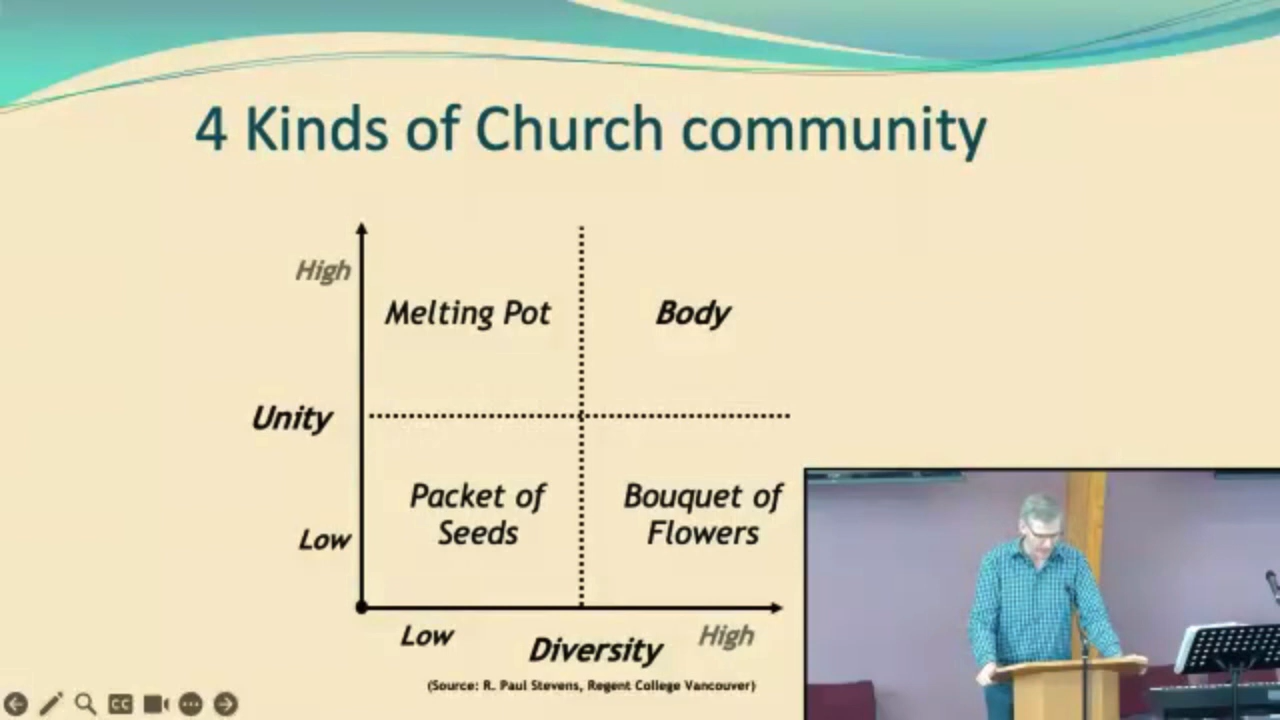 4 Kinds of Church community
High
Melting Pot
Body
Unity
Packet of
Seeds
Bouquet of
Flowers
Low
Low
Diversity
High
(Source: R. Paul Stevens, Regent College Vancouver)
CC